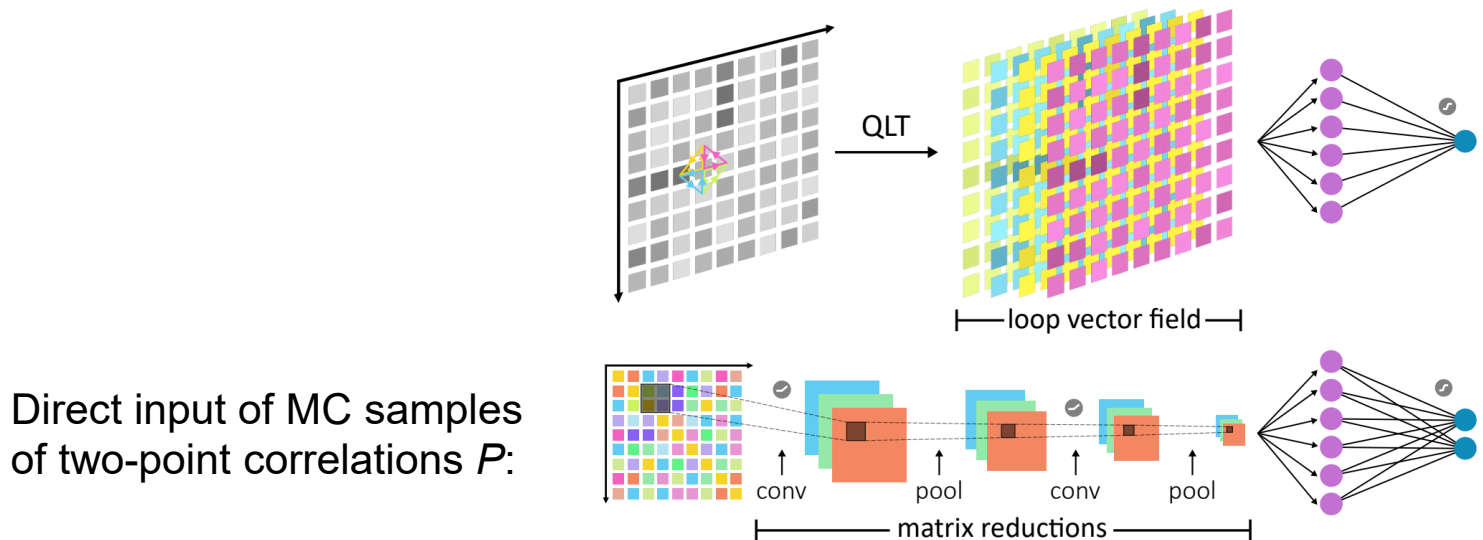 QLT
loop vector field
Direct input of MC samples
of two-point correlations P:
conv
pool
conv
pool
matrix reductions